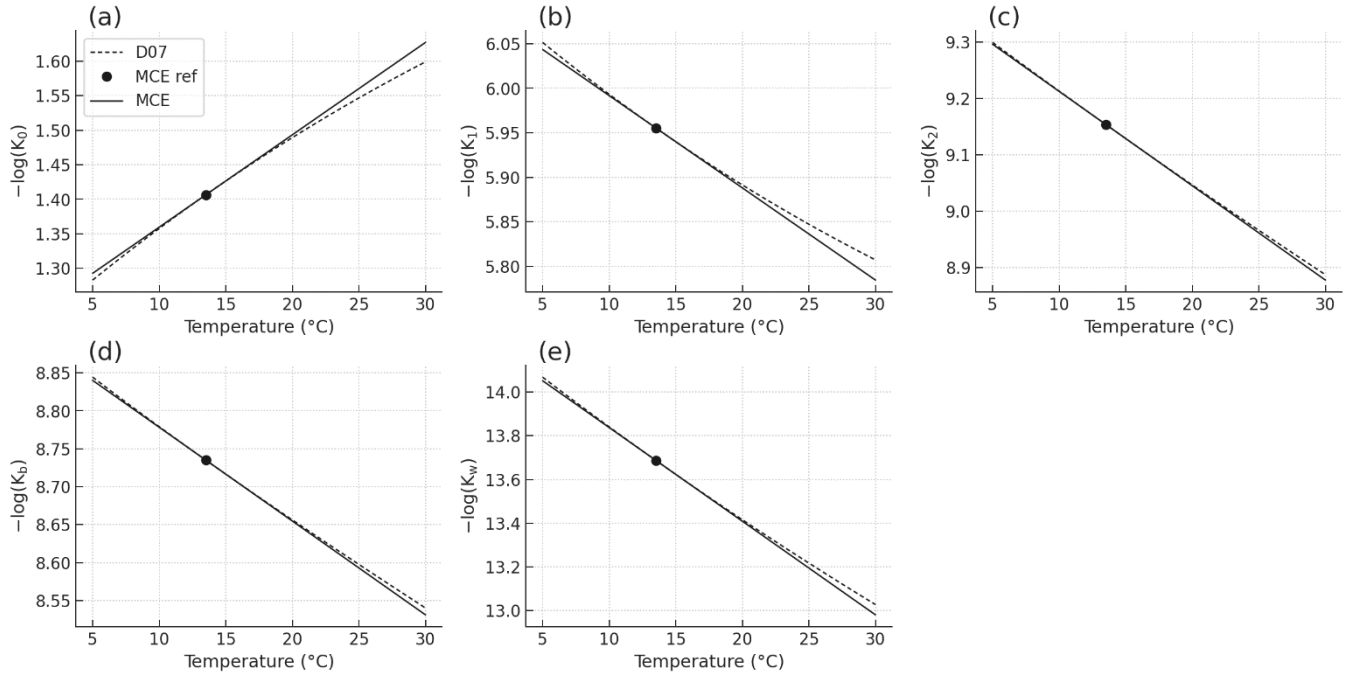 (a)
D07
MCE ref
MCE
−log(K₀)
1.60
1.55
1.50
1.45
1.40
1.35
1.30
5 10 15 20 25 30
Temperature (°C)
(b)
−log(K₁)
6.05
6.00
5.95
5.90
5.85
5.80
5 10 15 20 25 30
Temperature (°C)
(c)
−log(K₂)
9.3
9.2
9.1
9.0
8.9
5 10 15 20 25 30
Temperature (°C)
(d)
−log(K_b)
8.85
8.80
8.75
8.70
8.65
8.60
8.55
5 10 15 20 25 30
Temperature (°C)
(e)
−log(K_w)
14.0
13.8
13.6
13.4
13.2
13.0
5 10 15 20 25 30
Temperature (°C)